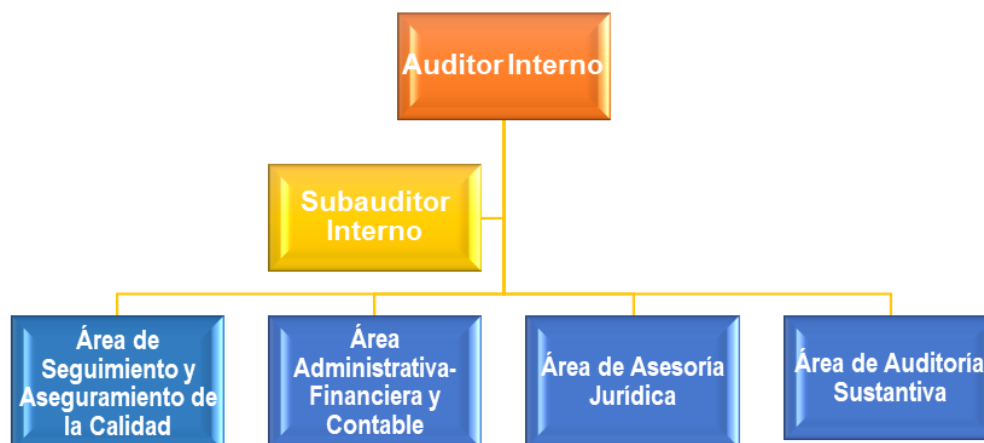 Auditor Interno
Subauditor
Interno
Área de
Seguimiento y
Aseguramiento de
la Calidad
Área
Administrativa-
Financiera y
Contable
Área de Asesoría
Jurídica
Área de Auditoría
Sustantiva